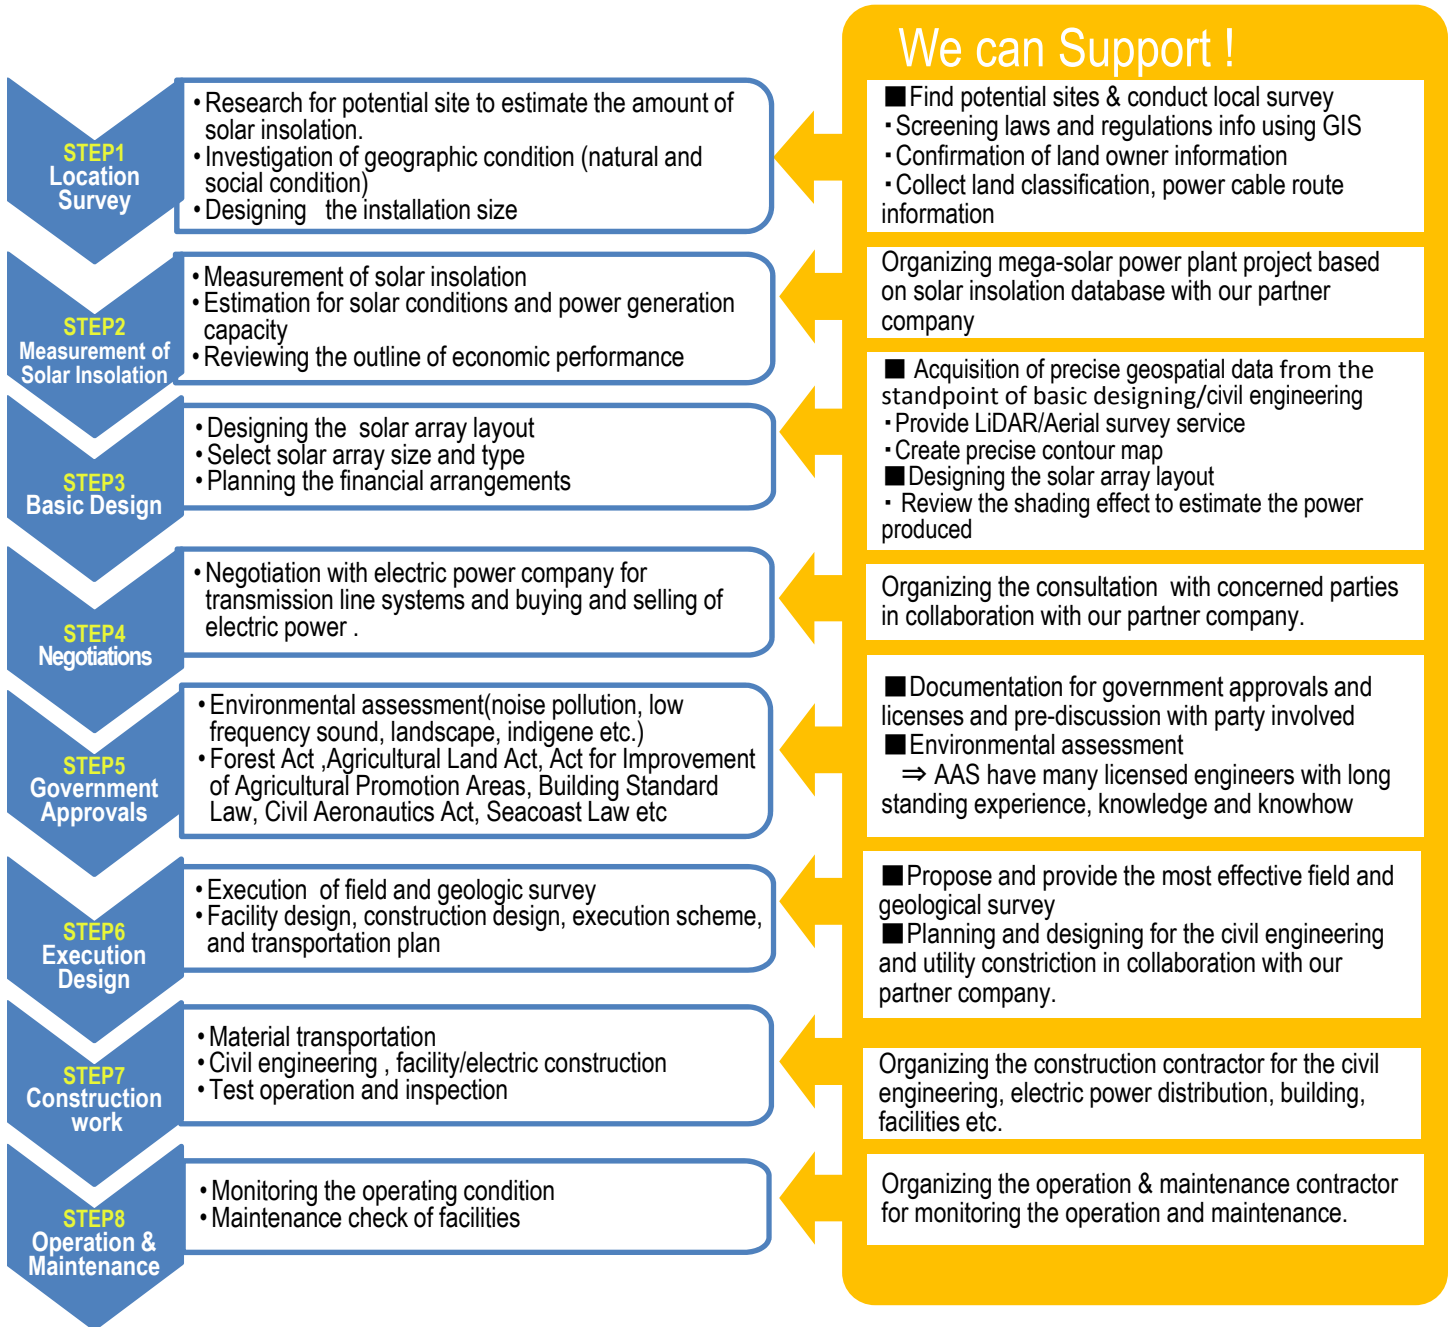 We can Support !
STEP1
Location
Survey
• Research for potential site to estimate the amount of
solar insolation.
• Investigation of geographic condition (natural and
social condition)
• Designing the installation size
■Find potential sites & conduct local survey
・Screening laws and regulations info using GIS
・Confirmation of land owner information
・Collect land classification, power cable route
information
STEP2
Measurement of
Solar Insolation
• Measurement of solar insolation
• Estimation for solar conditions and power generation
capacity
• Reviewing the outline of economic performance
Organizing mega-solar power plant project based
on solar insolation database with our partner
company
STEP3
Basic Design
• Designing the solar array layout
• Select solar array size and type
• Planning the financial arrangements
■ Acquisition of precise geospatial data from the
standpoint of basic designing/civil engineering
・Provide LiDAR/Aerial survey service
・Create precise contour map
■Designing the solar array layout
・ Review the shading effect to estimate the power
produced
STEP4
Negotiations
• Negotiation with electric power company for
transmission line systems and buying and selling of
electric power .
Organizing the consultation with concerned parties
in collaboration with our partner company.
STEP5
Government
Approvals
• Environmental assessment(noise pollution, low
frequency sound, landscape, indigene etc.)
• Forest Act ,Agricultural Land Act, Act for Improvement
of Agricultural Promotion Areas, Building Standard
Law, Civil Aeronautics Act, Seacoast Law etc
■Documentation for government approvals and
licenses and pre-discussion with party involved
■Environmental assessment
⇒ AAS have many licensed engineers with long
standing experience, knowledge and knowhow
STEP6
Execution
Design
• Execution of field and geologic survey
• Facility design, construction design, execution scheme,
and transportation plan
■Propose and provide the most effective field and
geological survey
■Planning and designing for the civil engineering
and utility constriction in collaboration with our
partner company.
STEP7
Construction
work
• Material transportation
• Civil engineering , facility/electric construction
• Test operation and inspection
Organizing the construction contractor for the civil
engineering, electric power distribution, building,
facilities etc.
STEP8
Operation &
Maintenance
• Monitoring the operating condition
• Maintenance check of facilities
Organizing the operation & maintenance contractor
for monitoring the operation and maintenance.